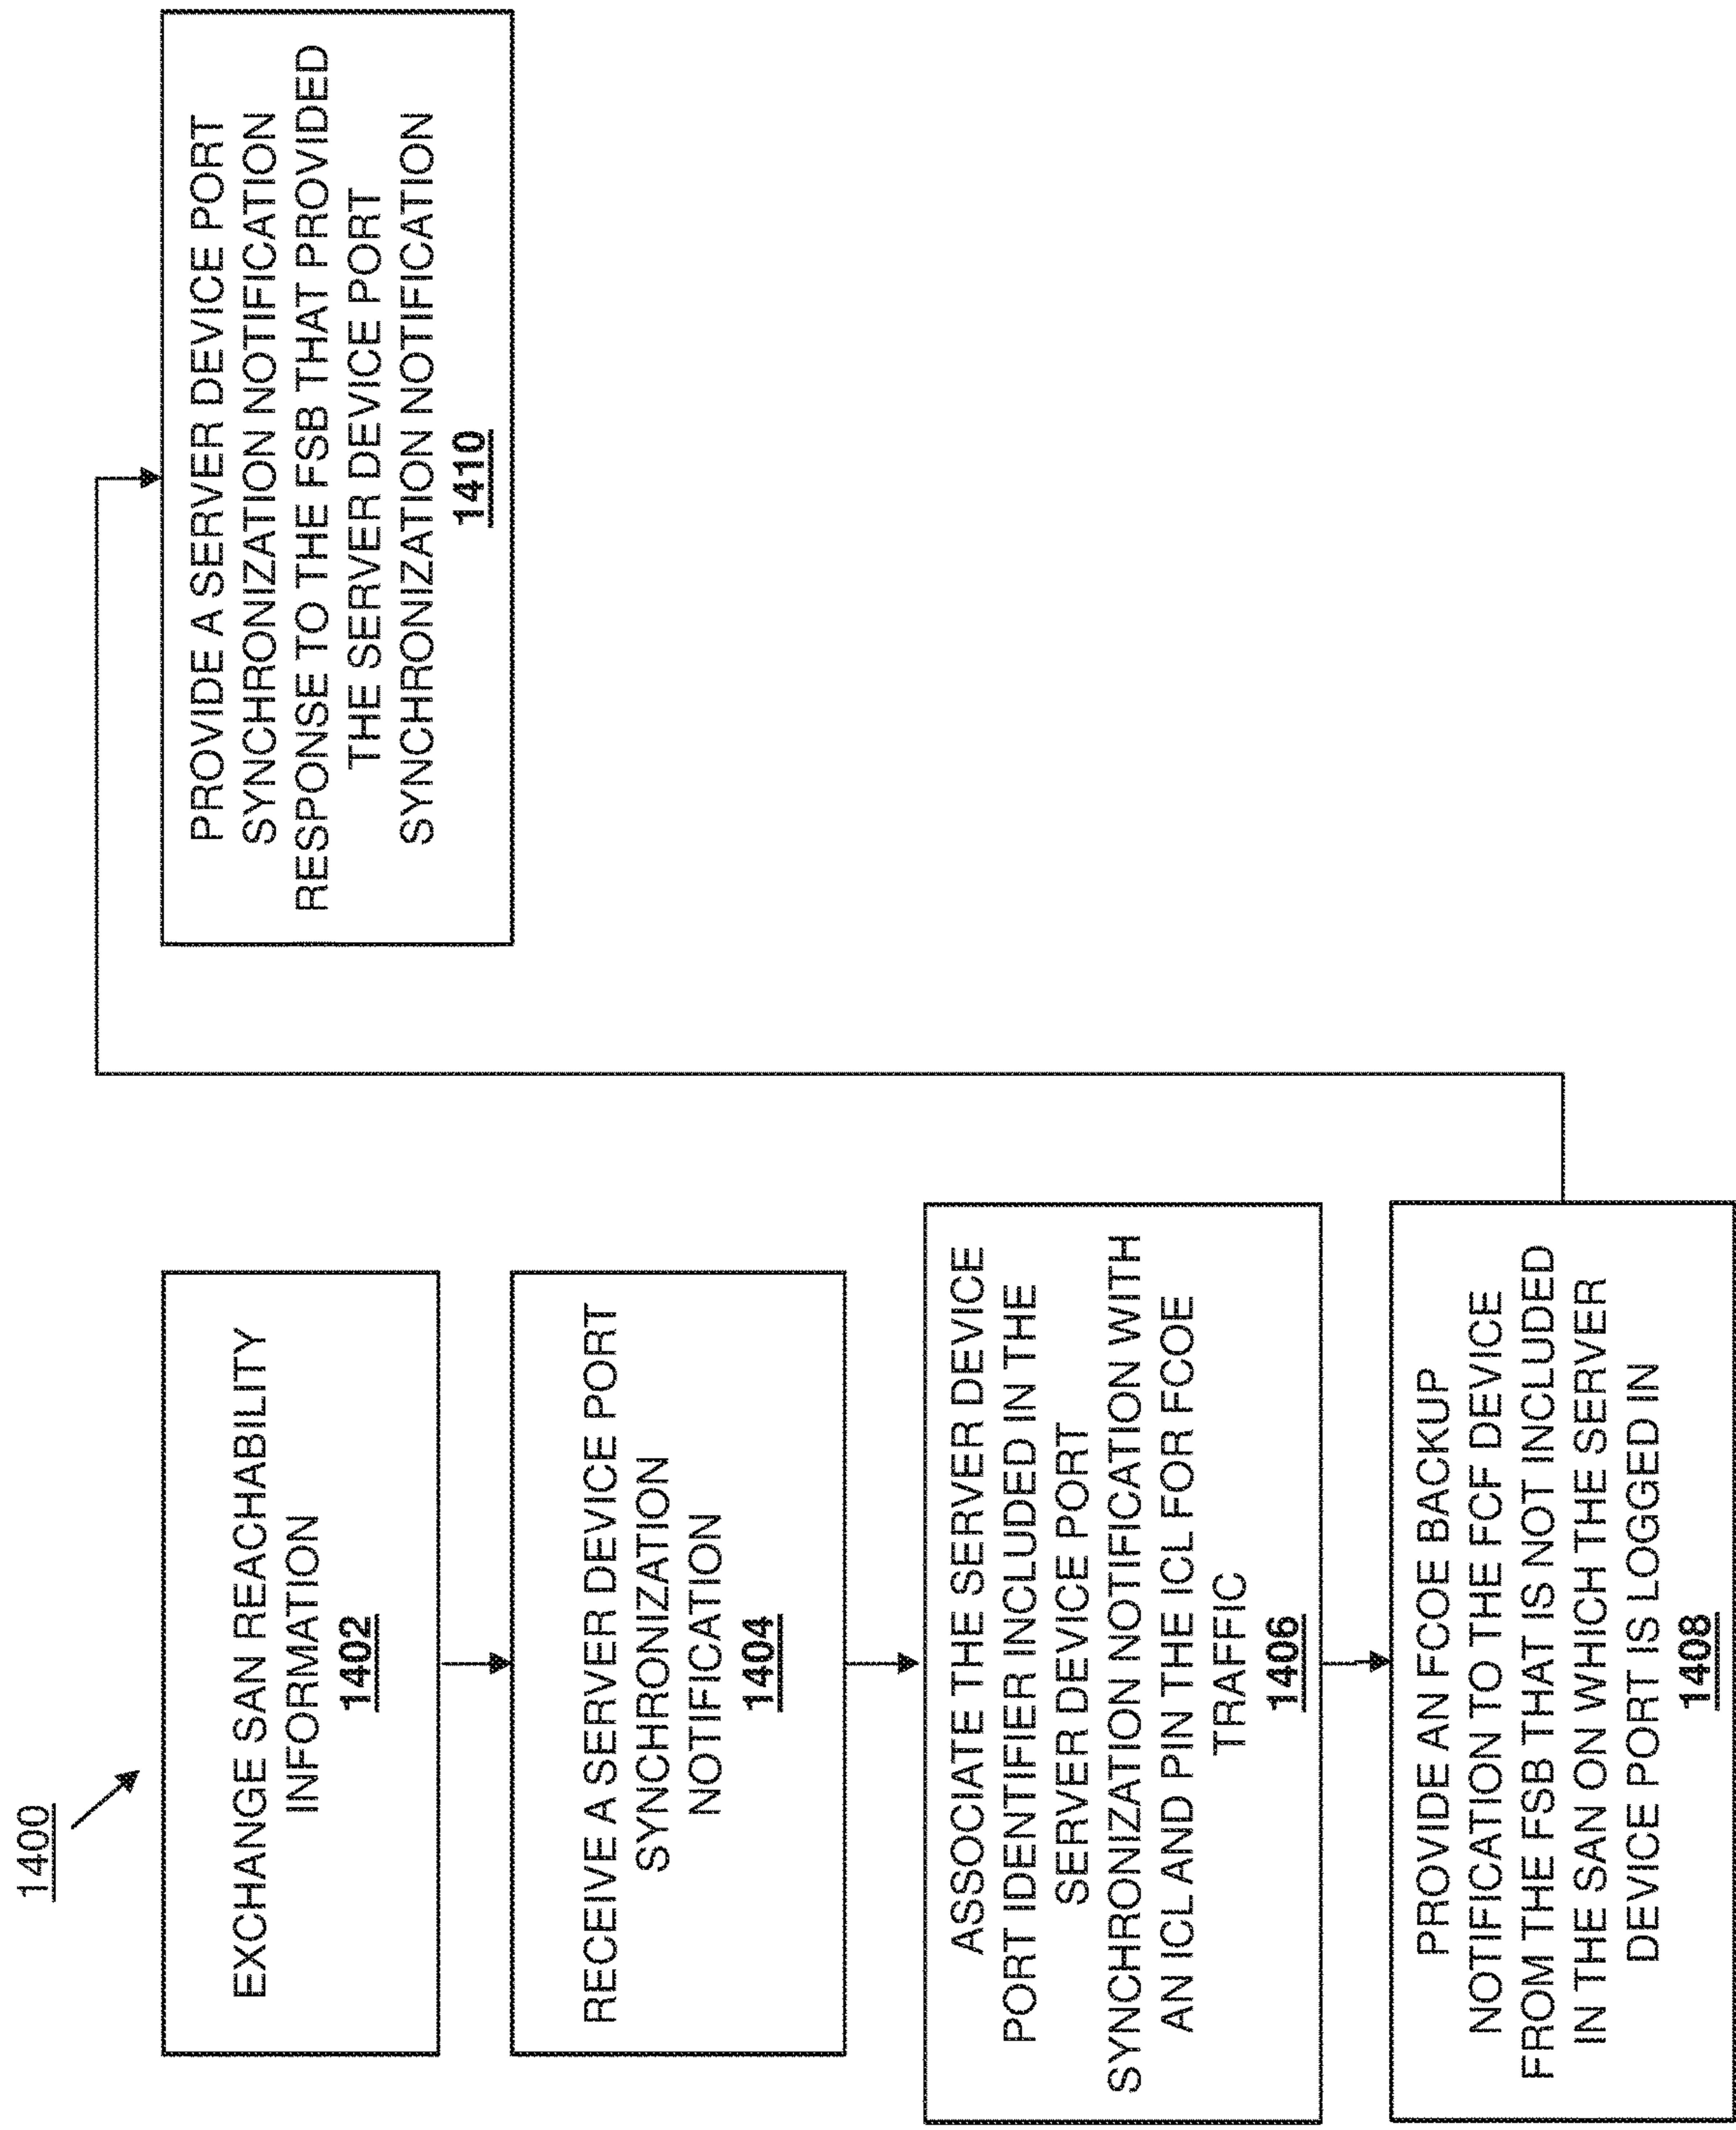 1400
EXCHANGE SAN REACHABILITY
INFORMATION
1402
RECEIVE A SERVER DEVICE PORT
SYNCHRONIZATION
NOTIFICATION
1404
ASSOCIATE THE SERVER DEVICE
PORT IDENTIFIER INCLUDED IN THE
SERVER DEVICE PORT
SYNCHRONIZATION NOTIFICATION WITH
AN ICL AND PIN THE ICL FOR FCOE
TRAFFIC
1406
PROVIDE AN FCOE BACKUP
NOTIFICATION TO THE FCF DEVICE
FROM THE FSB THAT IS NOT INCLUDED
IN THE SAN ON WHICH THE SERVER
DEVICE PORT IS LOGGED IN
1408
PROVIDE A SERVER DEVICE PORT
SYNCHRONIZATION NOTIFICATION
RESPONSE TO THE FSB THAT PROVIDED
THE SERVER DEVICE PORT
SYNCHRONIZATION NOTIFICATION
1410